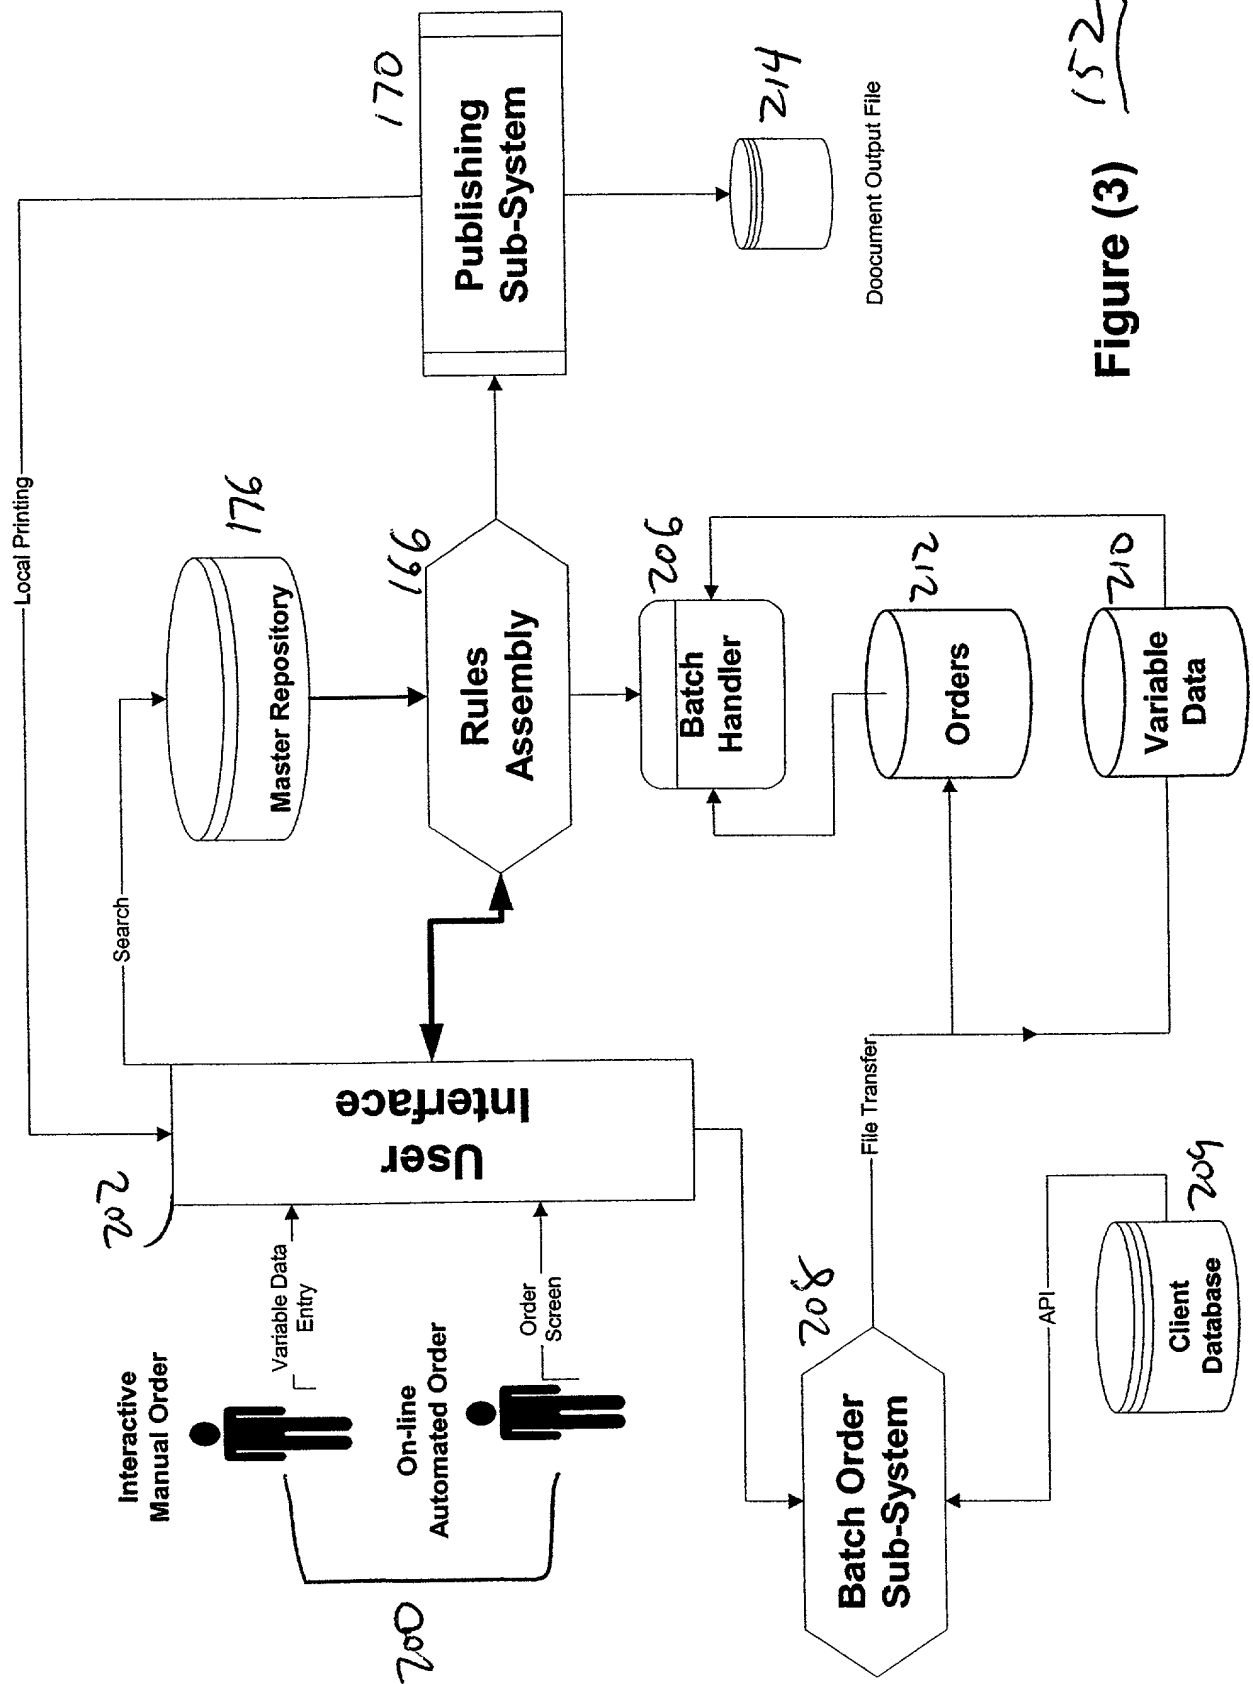 Local Printing
Search
Interactive
Manual Order
Variable Data
Entry
On-line
Automated Order
Order
Screen
200
202
User
Interface
Master Repository
176
Rules
Assembly
166
Publishing
Sub-System
170
214
Doocument Output File
Batch
Handler
206
Orders
212
Variable
Data
210
File Transfer
Batch Order
Sub-System
208
API
Client
Database
209
Figure (3)
152